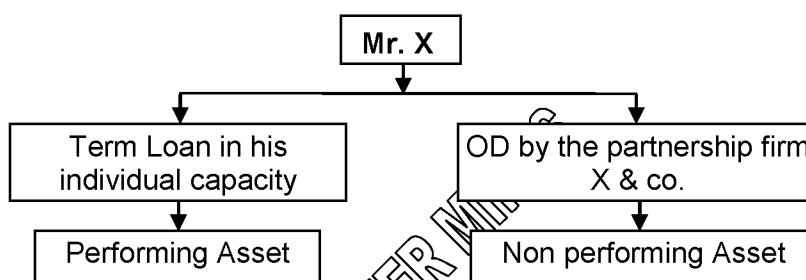 Mr. X
Term Loan in his
individual capacity
OD by the partnership firm
X & co.
Performing Asset
Non performing Asset